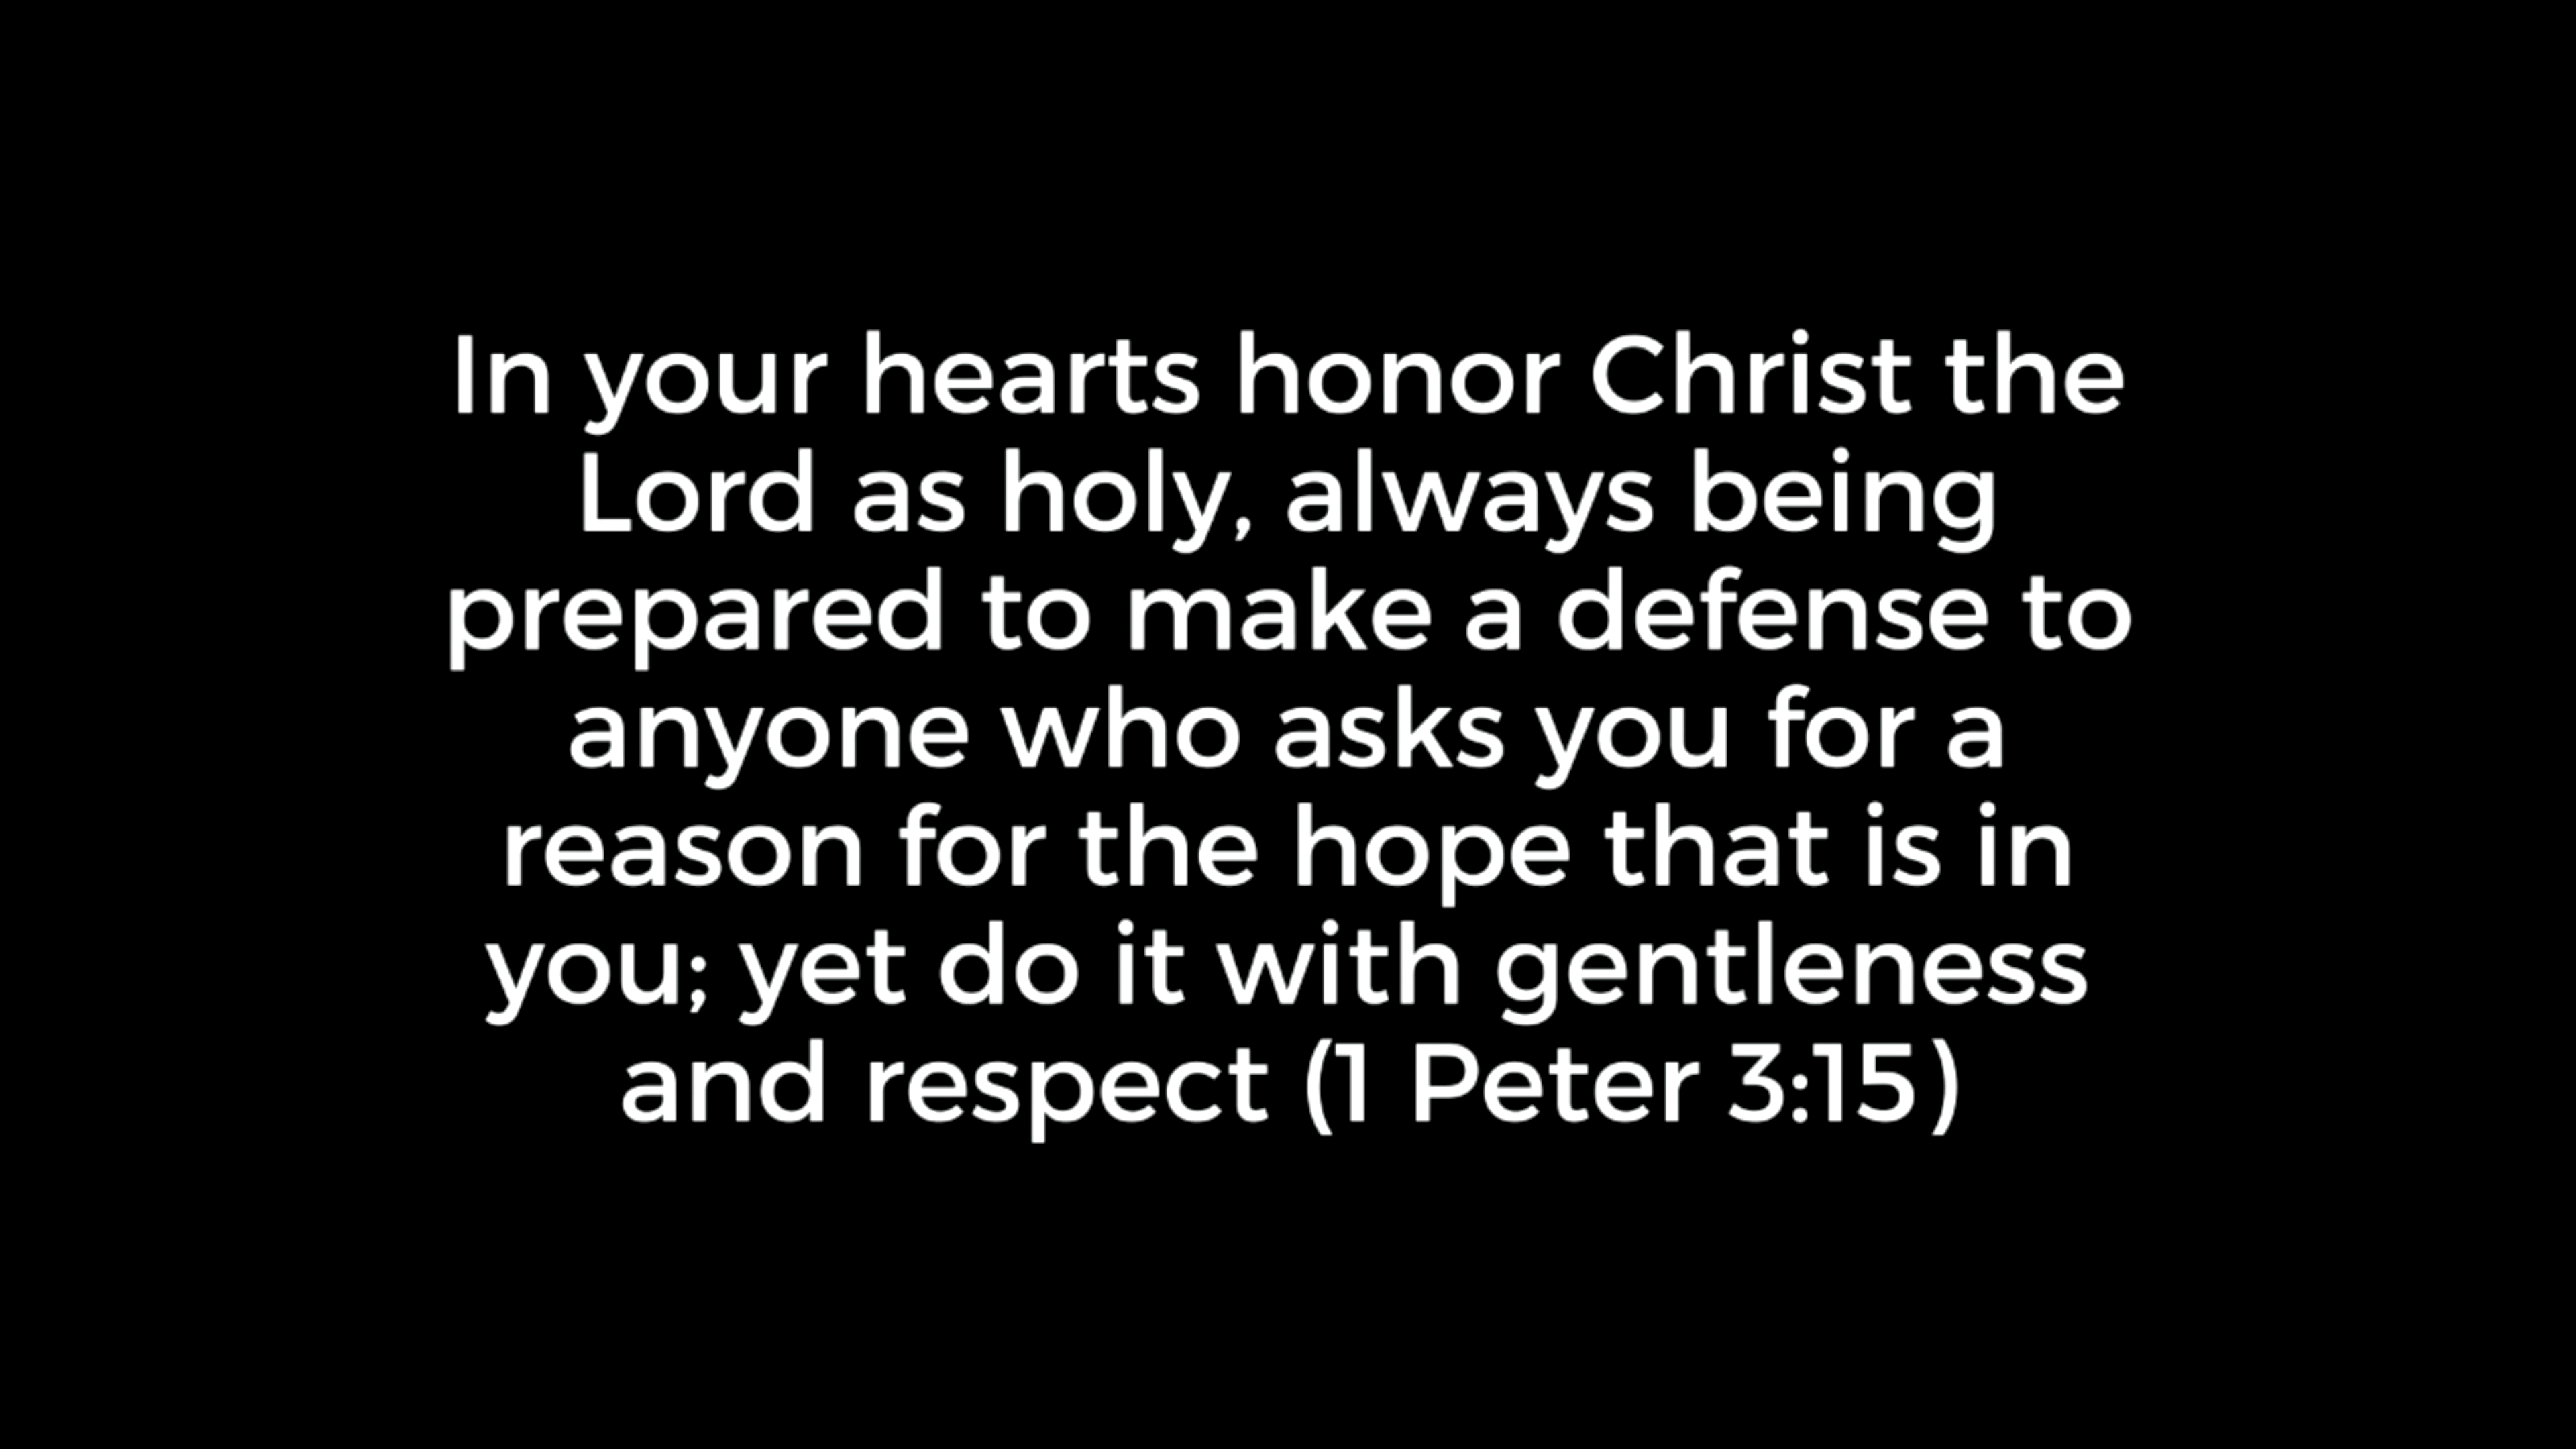 In your hearts honor Christ the
Lord as holy, always being
prepared to make a defense to
anyone who asks you for a
reason for the hope that is in
you; yet do it with gentleness
and respect (1 Peter 3:15)